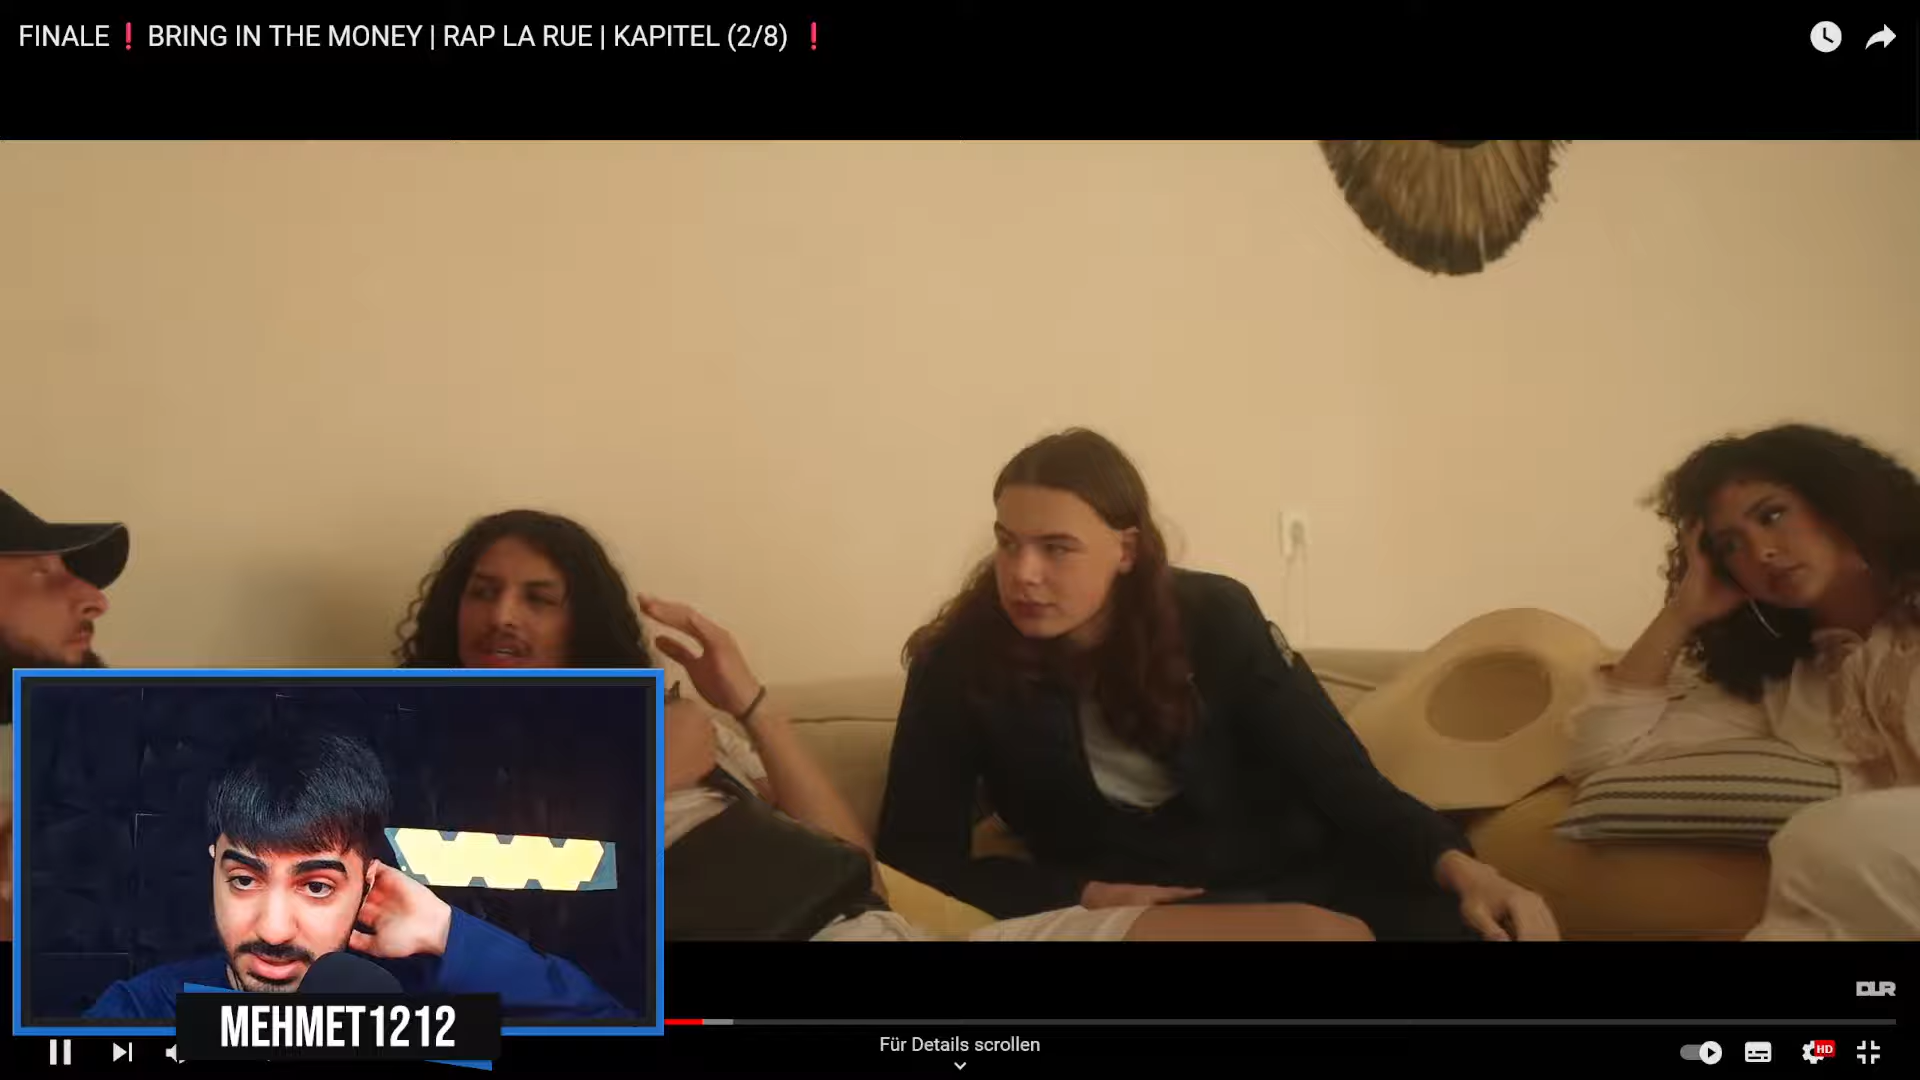 FINALE❗BRING IN THE MONEY | RAP LA RUE | KAPITEL (2/8) ❗
MEHMET1212
DLR
Für Details scrollen
HD